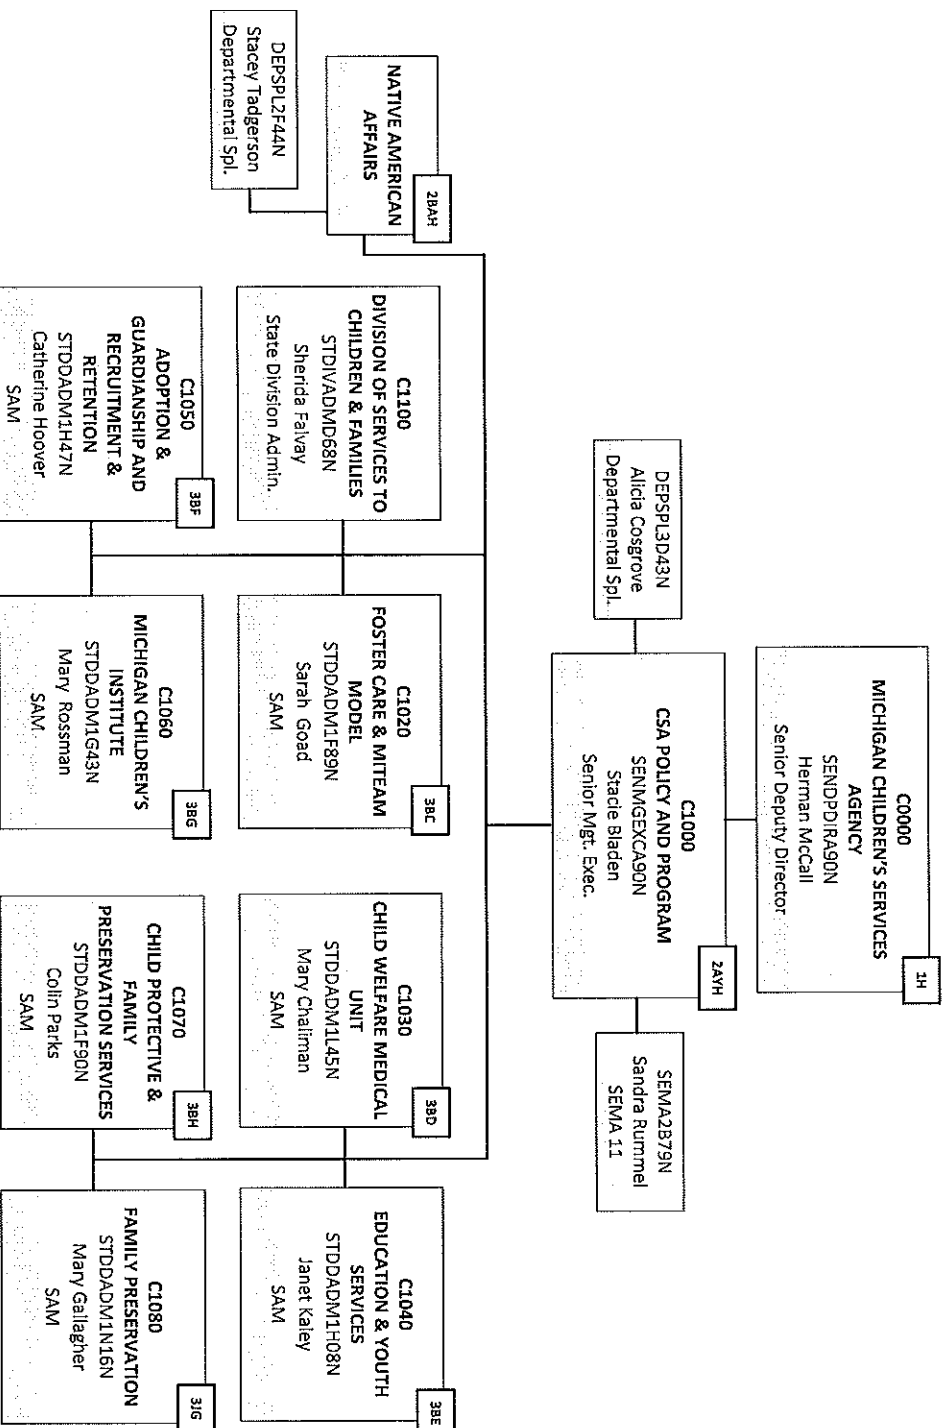 C0000
MICHIGAN CHILDREN'S SERVICES
AGENCY
SENDPDIRA90N
Herman McCall
Senior Deputy Director
1H
DEPSPL3D43N
Alicia Cosgrove
Departmental Spl.
C1000
CSA POLICY AND PROGRAM
SENMGEXCA90N
Stacie Bladen
Senior Mgt. Exec.
2AYH
SEMA2B79N
Sandra Rummel
SEMA 11
NATIVE AMERICAN
AFFAIRS
2BAH
DEPSPL2F44N
Stacey Tadgerson
Departmental Spl.
C1100
DIVISION OF SERVICES TO
CHILDREN & FAMILIES
STDIVADMD68N
Sherida Falvay
State Division Admin.
C1020
FOSTER CARE & MITEAM
MODEL
STDDADM1F89N
Sarah Goad
SAM
3BC
C1030
CHILD WELFARE MEDICAL
UNIT
STDDADM1L45N
Mary Chaliman
SAM
3BD
C1040
EDUCATION & YOUTH
SERVICES
STDDADM1H08N
Janet Kaley
SAM
3BE
C1050
ADOPTION &
GUARDIANSHIP AND
RECRUITMENT &
RETENTION
STDDADM1H47N
Catherine Hoover
SAM
3BF
C1060
MICHIGAN CHILDREN'S
INSTITUTE
STDDADM1G43N
Mary Rossman
SAM
3BG
C1070
CHILD PROTECTIVE &
FAMILY
PRESERVATION SERVICES
STDDADM1F90N
Colin Parks
SAM
3BH
C1080
FAMILY PRESERVATION
STDDADM1N16N
Mary Gallagher
SAM
3JG